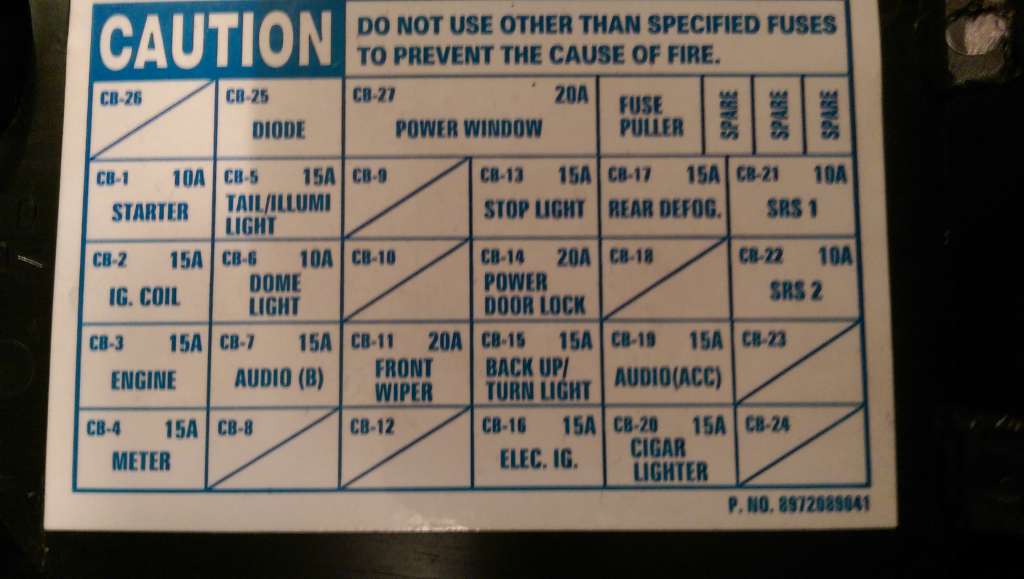 CAUTION
DO NOT USE OTHER THAN SPECIFIED FUSES
TO PREVENT THE CAUSE OF FIRE.
CB-26
CB-25
DIODE
CB-27 20A
POWER WINDOW
FUSE
PULLER
SPARE
SPARE
SPARE
CB-1 10A
STARTER
CB-5 15A
TAIL/ILLUMI
LIGHT
CB-9
CB-13 15A
STOP LIGHT
CB-17 15A
REAR DEFOG.
CB-21 10A
SRS 1
CB-2 15A
IG. COIL
CB-6 10A
DOME
LIGHT
CB-10
CB-14 20A
POWER
DOOR LOCK
CB-18
CB-22 10A
SRS 2
CB-3 15A
ENGINE
CB-7 15A
AUDIO (B)
CB-11 20A
FRONT
WIPER
CB-15 15A
BACK UP/
TURN LIGHT
CB-19 15A
AUDIO(ACC)
CB-23
CB-4 15A
METER
CB-8
CB-12
CB-16 15A
ELEC. IG.
CB-20 15A
CIGAR
LIGHTER
CB-24
P. NO. 8972089841